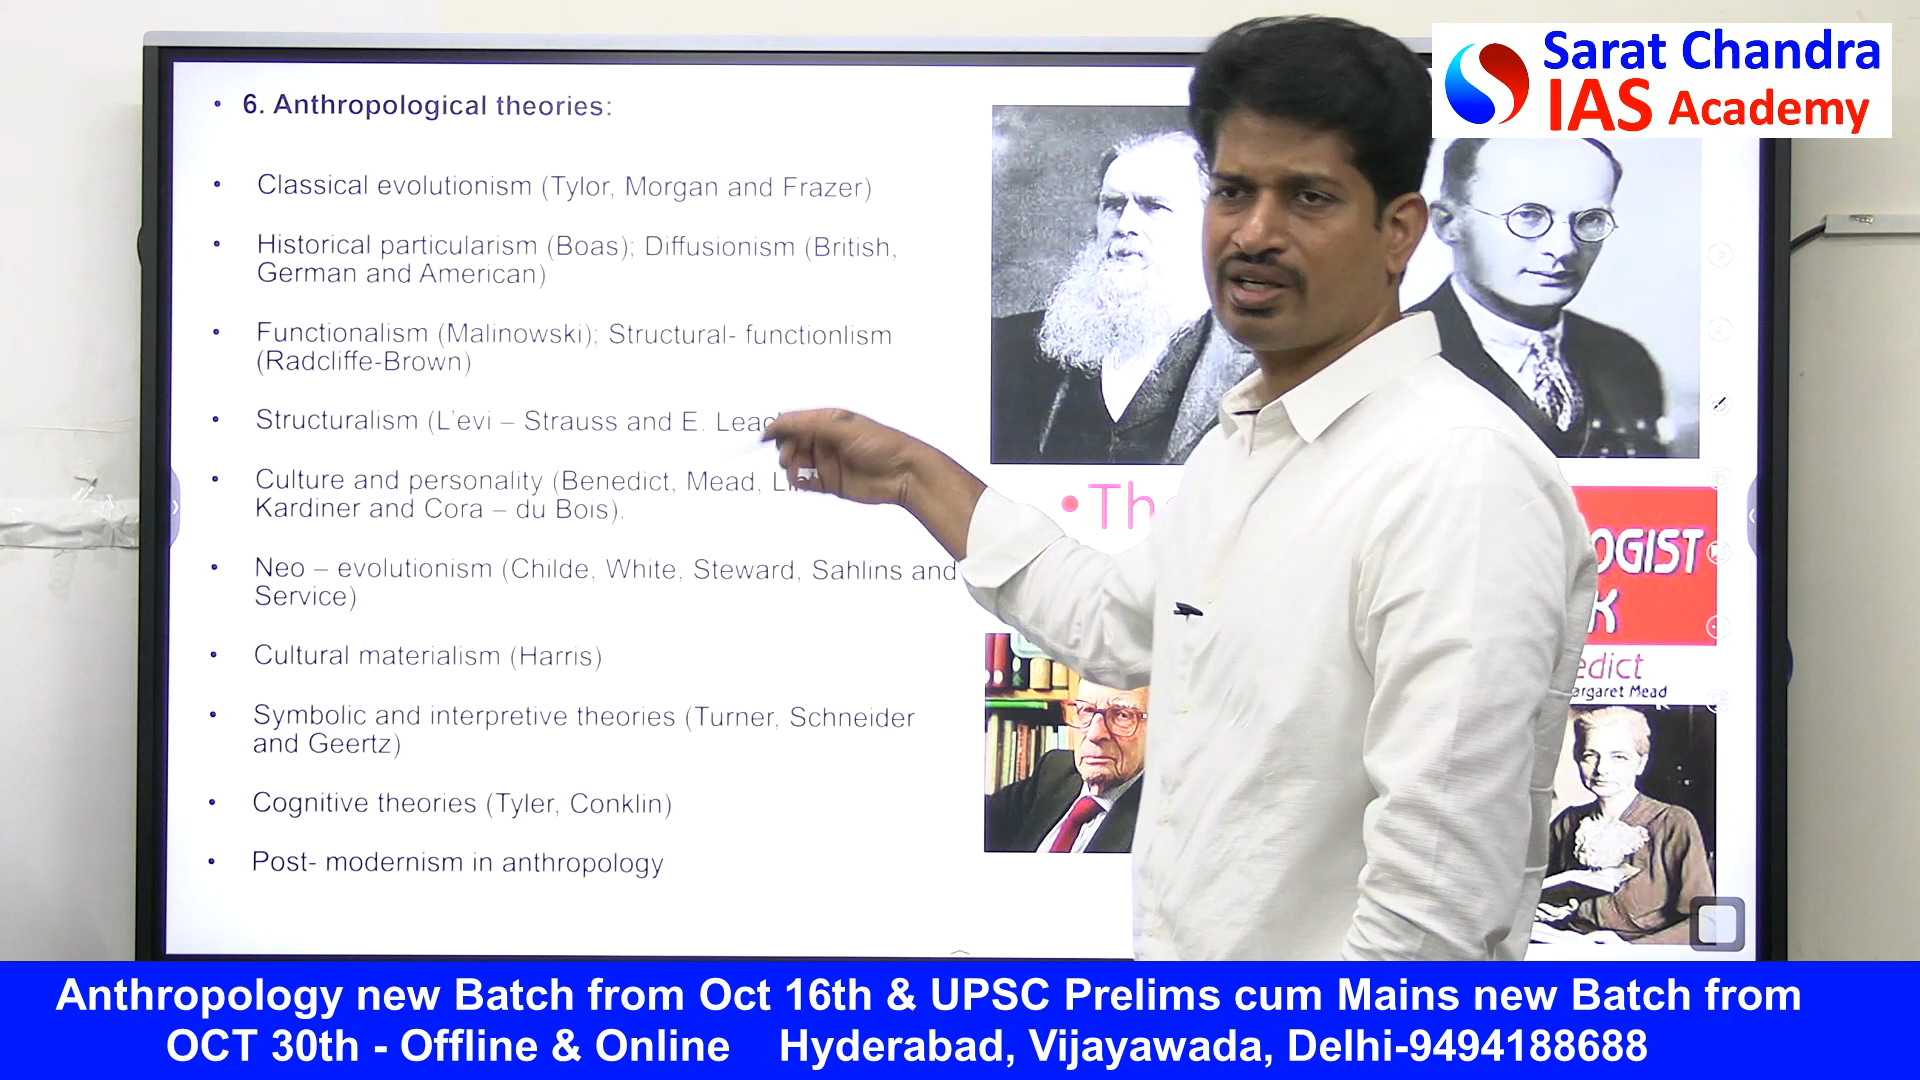 Sarat Chandra
IAS Academy
• 6. Anthropological theories:
• Classical evolutionism (Tylor, Morgan and Frazer)
• Historical particularism (Boas); Diffusionism (British,
German and American)
• Functionalism (Malinowski); Structural- functionlism
(Radcliffe-Brown)
• Structuralism (L'evi – Strauss and E.
• Culture and personality (Benedict, Mead,
Kardiner and Cora – du Bois).
• Neo – evolutionism (Childe, White, Steward, Sahlins and
Service)
• Cultural materialism (Harris)
• Symbolic and interpretive theories (Turner, Schneider
and Geertz)
• Cognitive theories (Tyler, Conklin)
• Post- modernism in anthropology
Mead
Anthropology new Batch from Oct 16th & UPSC Prelims cum Mains new Batch from
OCT 30th - Offline & Online Hyderabad, Vijayawada, Delhi-9494188688